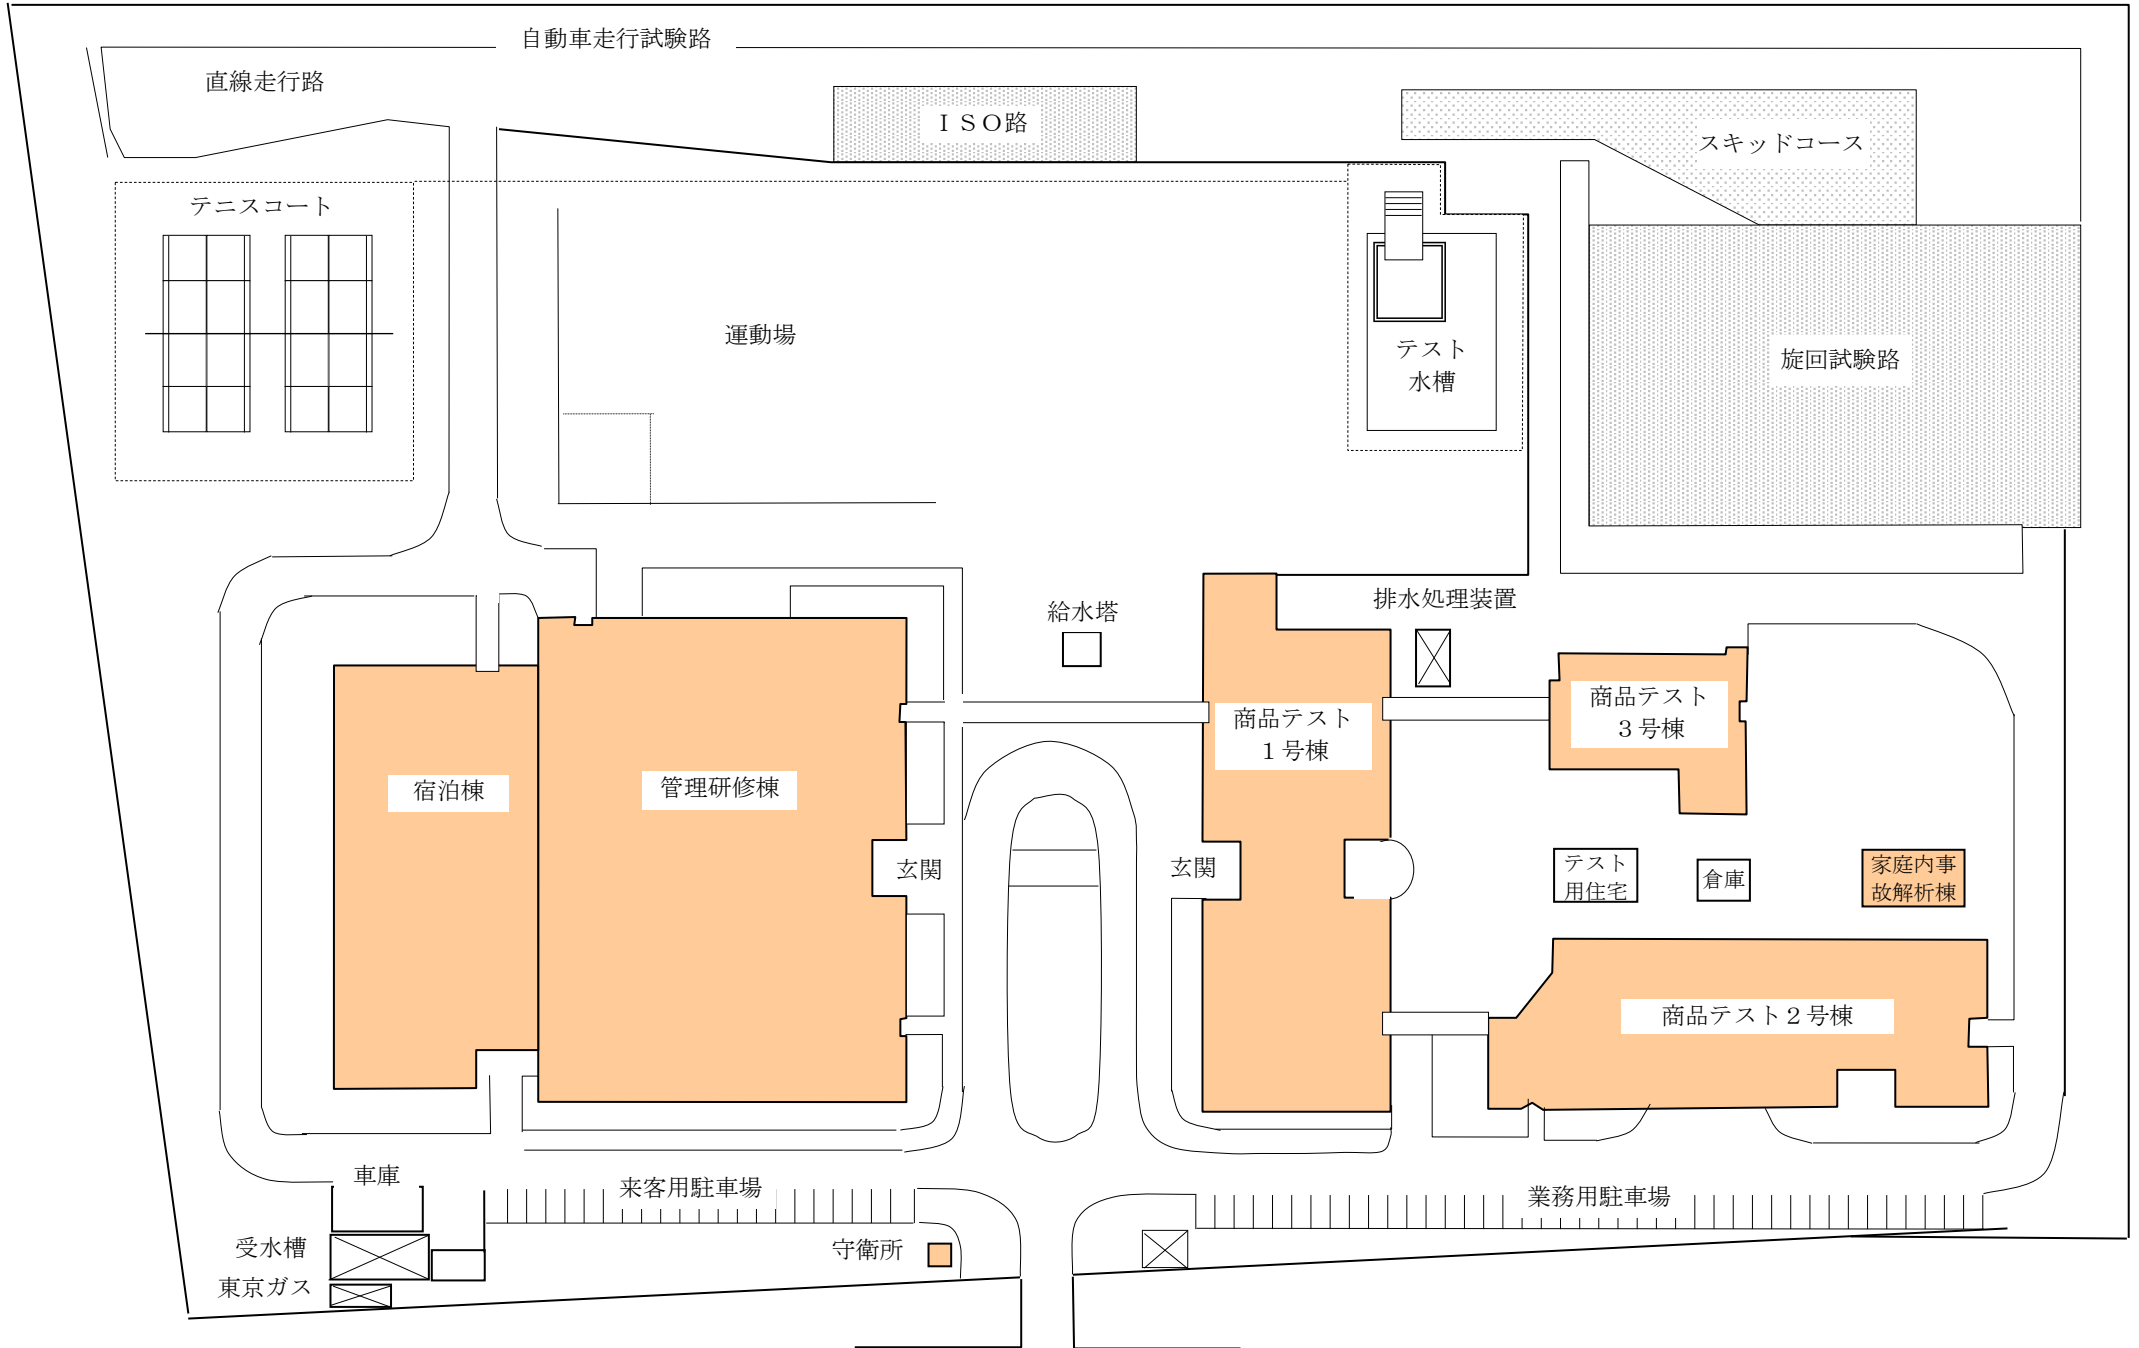 自動車走行試験路
直線走行路
ＩＳＯ路
スキッドコース
テニスコート
運動場
テスト
水槽
旋回試験路
給水塔
排水処理装置
商品テスト
１号棟
商品テスト
３号棟
宿泊棟
管理研修棟
玄関
玄関
テスト
用住宅
倉庫
家庭内事
故解析棟
商品テスト２号棟
車庫
来客用駐車場
業務用駐車場
受水槽
守衛所
東京ガス